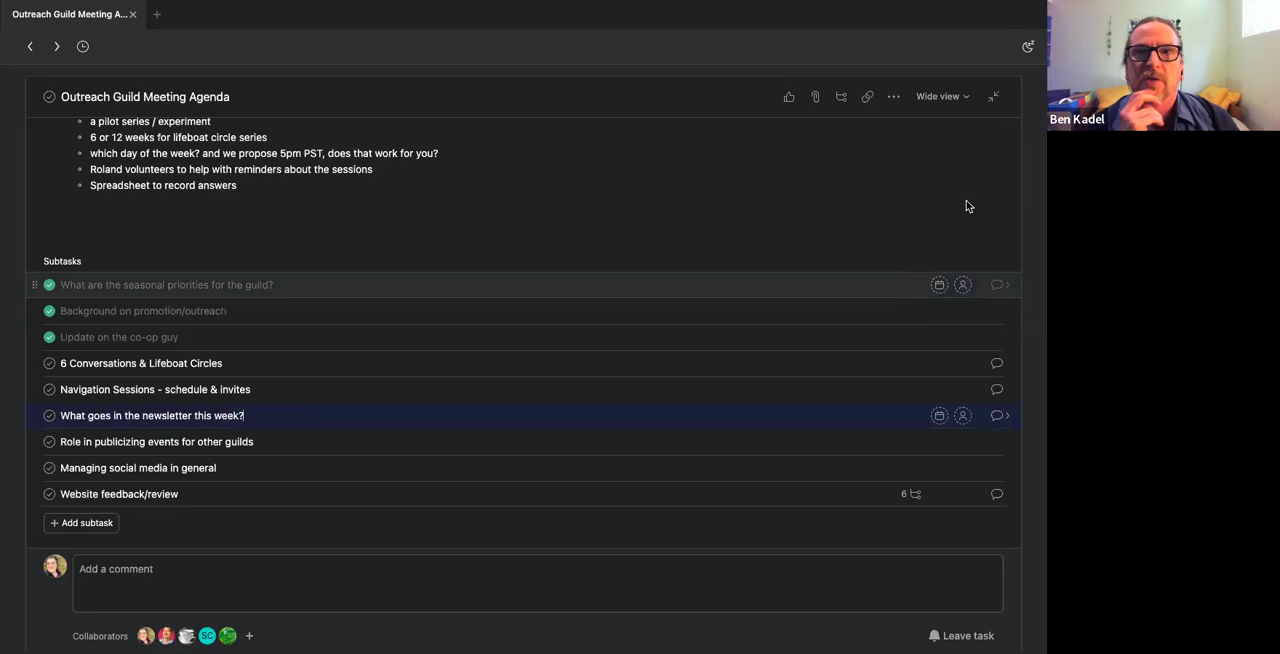 Outreach Guild Meeting A...
Outreach Guild Meeting Agenda
Wide view
Ben Kadel
a pilot series / experiment
6 or 12 weeks for lifeboat circle series
which day of the week? and we propose 5pm PST, does that work for you?
Roland volunteers to help with reminders about the sessions
Spreadsheet to record answers
Subtasks
What are the seasonal priorities for the guild?
Background on promotion/outreach
Update on the co-op guy
6 Conversations & Lifeboat Circles
Navigation Sessions - schedule & invites
What goes in the newsletter this week?
Role in publicizing events for other guilds
Managing social media in general
Website feedback/review
6
+ Add subtask
Add a comment
Collaborators
SC
Leave task